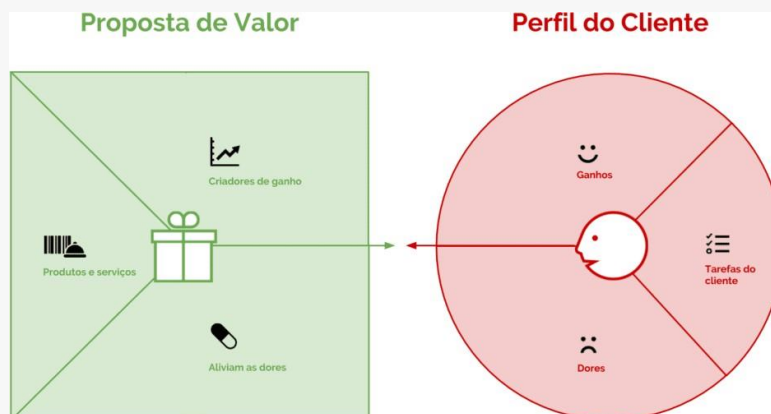 Proposta de Valor
Perfil do Cliente
Criadores de ganho
Produtos e serviços
Aliviam as dores
Ganhos
Tarefas do
cliente
Dores